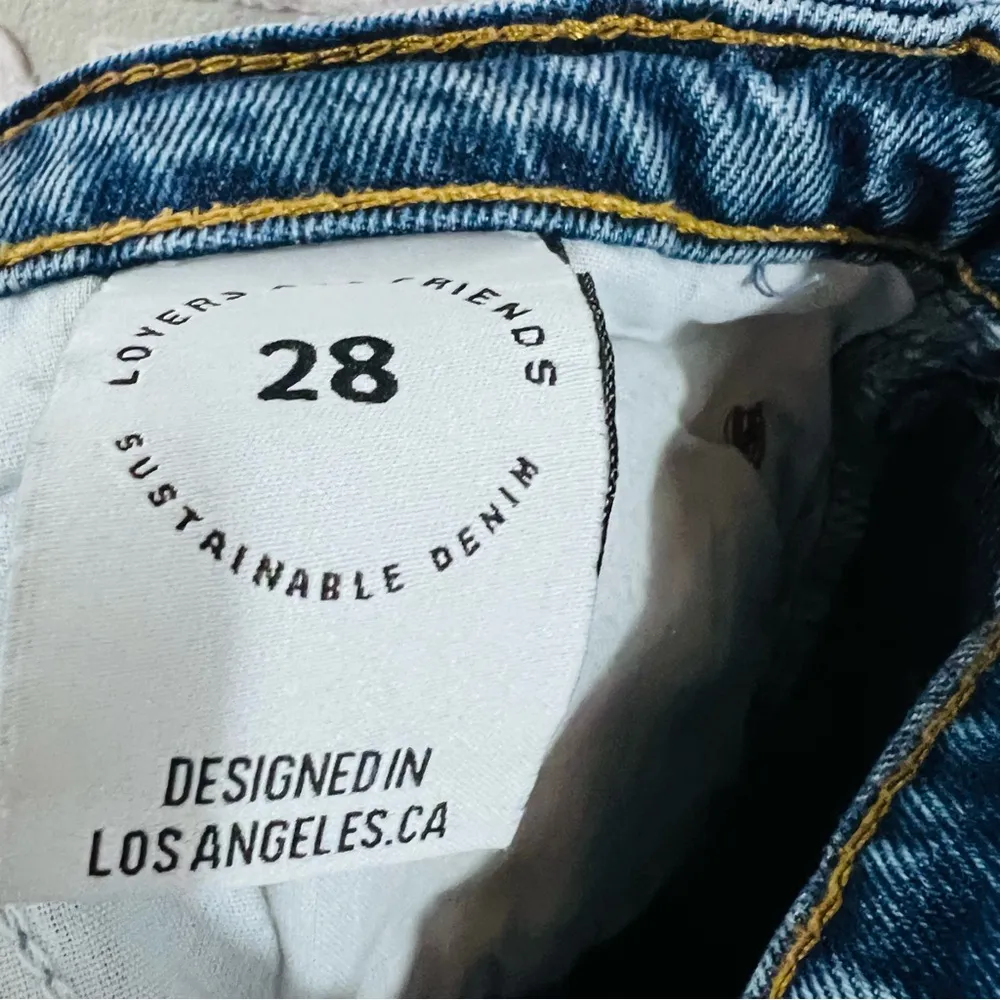 LOVERS FRIENDS
28
SUSTAINABLE DENIM
DESIGNED IN
LOS ANGELES.CA